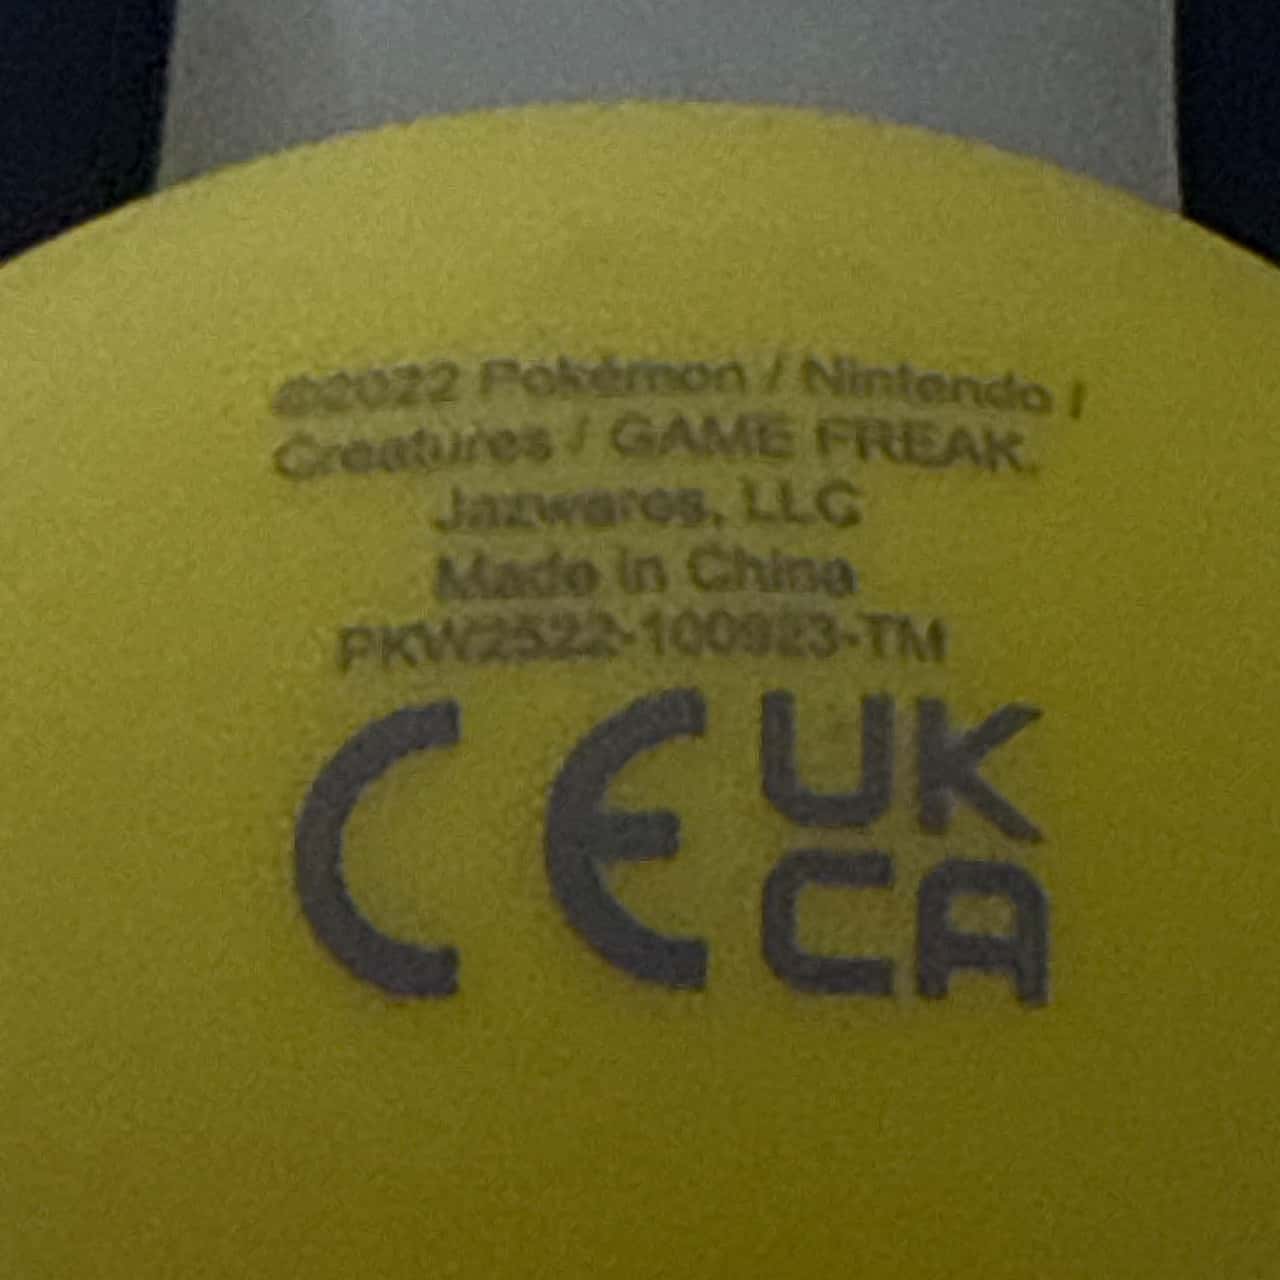 ©2022 Pokémon / Nintendo /
Creatures / GAME FREAK.
Jazwares, LLC
Made in China
PKW2522-100923-TM
CE UK
CA